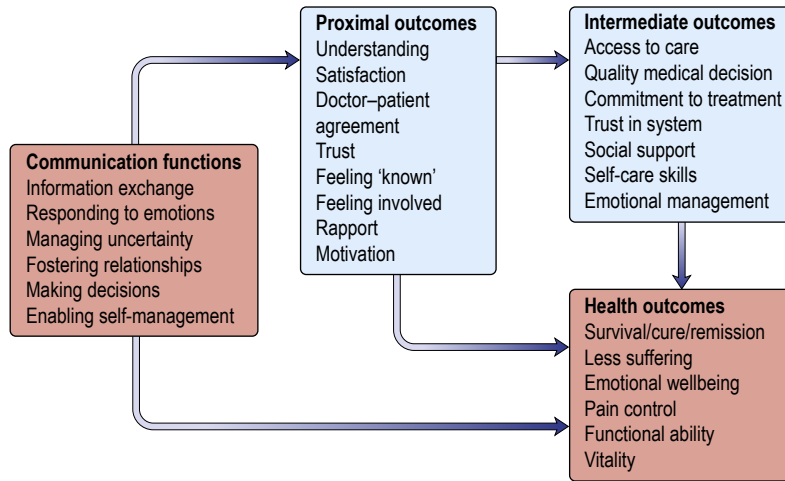 Communication functions
Information exchange
Responding to emotions
Managing uncertainty
Fostering relationships
Making decisions
Enabling self-management
Proximal outcomes
Understanding
Satisfaction
Doctor–patient
agreement
Trust
Feeling ‘known’
Feeling involved
Rapport
Motivation
Intermediate outcomes
Access to care
Quality medical decision
Commitment to treatment
Trust in system
Social support
Self-care skills
Emotional management
Health outcomes
Survival/cure/remission
Less suffering
Emotional wellbeing
Pain control
Functional ability
Vitality